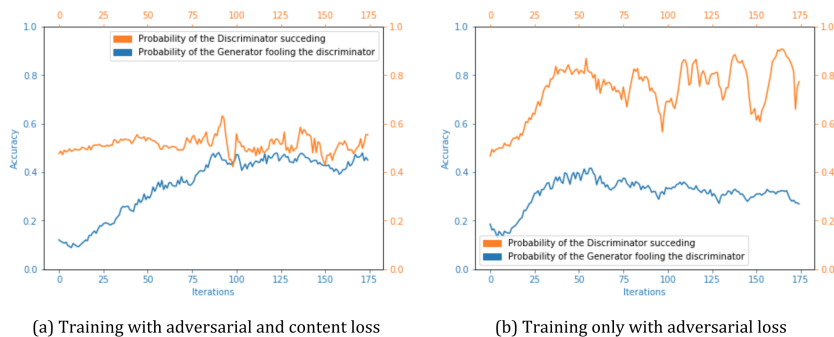 0 25 50 75 100 125 150 175
1.0 1.0
Probability of the Discriminator succeding
Probability of the Generator fooling the discriminator
0.8 0.8
0.6 0.6
Accuracy
0.4 0.4
0.2 0.2
0.0 0.0
0 25 50 75 100 125 150 175
Iterations
(a) Training with adversarial and content loss
0 25 50 75 100 125 150 175
1.0 1.0
0.8 0.8
0.6 0.6
Accuracy
0.4 0.4
0.2 0.2
Probability of the Discriminator succeding
Probability of the Generator fooling the discriminator
0.0 0.0
0 25 50 75 100 125 150 175
Iterations
(b) Training only with adversarial loss